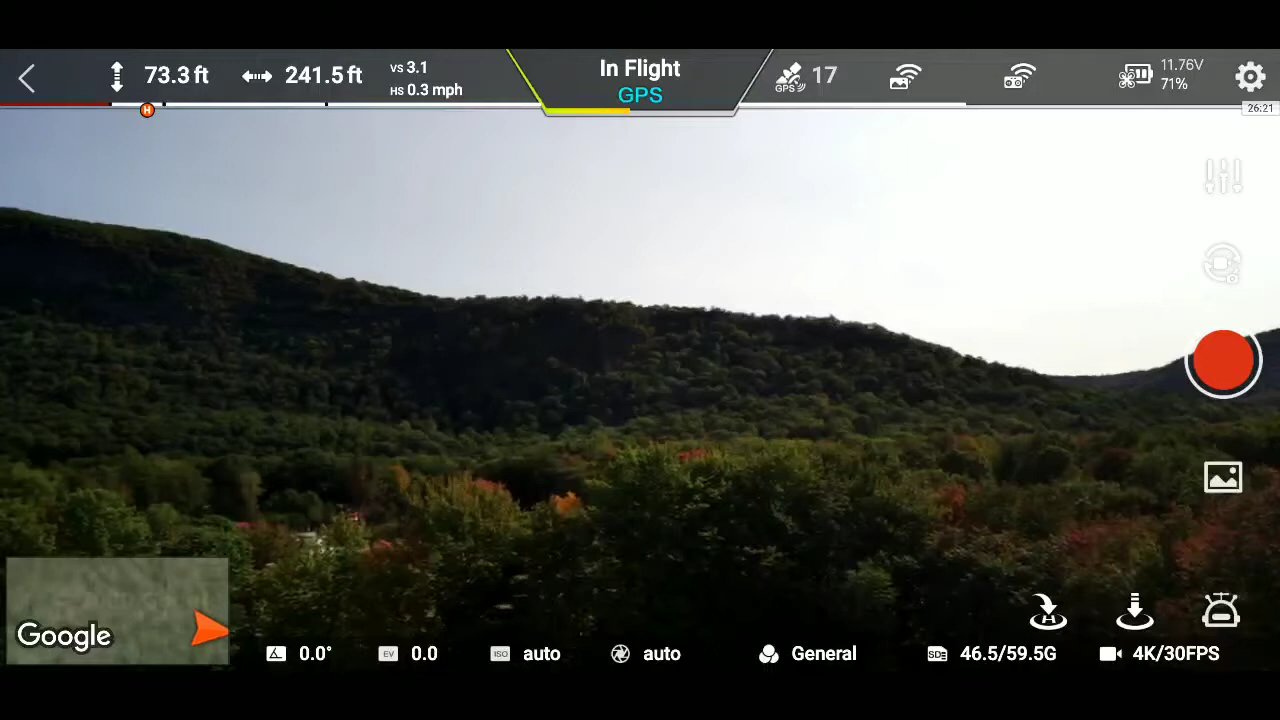 73.3 ft
241.5 ft
VS 3.1
HS 0.3 mph
In Flight
GPS
GPS
17
11.76V
71%
26:21
H
Google
0.0°
EV
0.0
ISO
auto
auto
General
SD
46.5/59.5G
4K/30FPS
H